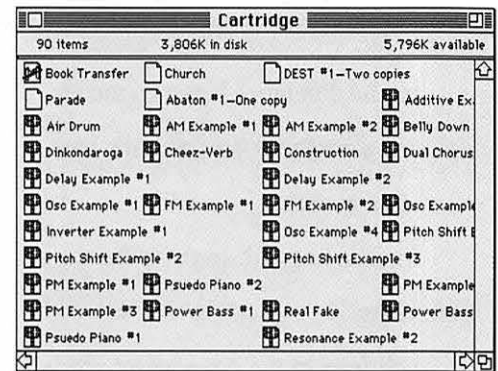 Cartridge
90 items 3,806K in disk 5,796K available
Book Transfer Church DEST #1-Two copies
Parade Abaton #1-One copy Additive Ex
Air Drum AM Example #1 AM Example #2 Belly Down
Dinkondaroga Cheez-Verb Construction Dual Chorus
Delay Example #1 Delay Example #2
Osc Example #1 FM Example #1 FM Example #2 Osc Example
Inverter Example #1 Osc Example #4 Pitch Shift E
Pitch Shift Example #2 Pitch Shift Example #3
PM Example #1 Psuedo Piano #2 PM Example
PM Example #3 Power Bass #1 Real Fake Power Bass
Psuedo Piano #1 Resonance Example #2